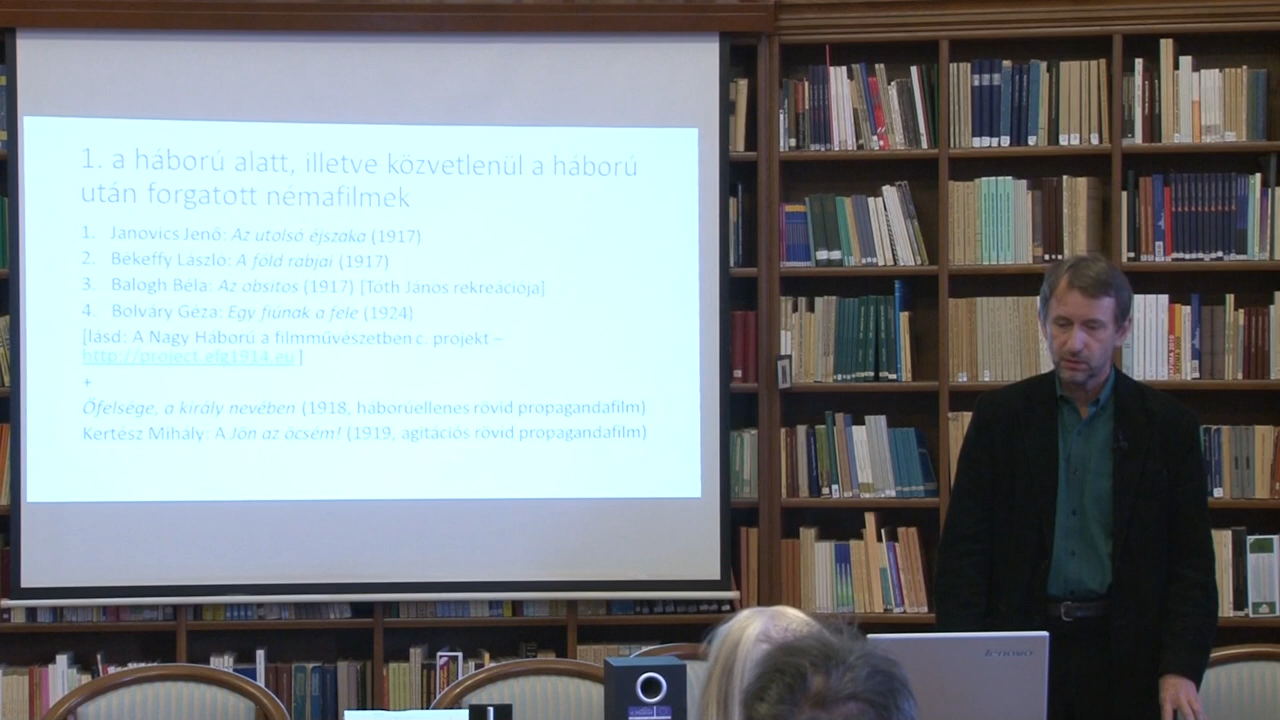 1. a háború alatt, illetve közvetlenül a háború
után forgatott némafilmek
1. Janovics Jenő: Az utolsó éjszaka (1917)
2. Békeffy László: A föld rabjai (1917)
3. Balogh Béla: Az obsitos (1917) [Tóth János rekreációja]
4. Bolváry Géza: Egy fiúnak a fele (1924)
[lásd: A Nagy Háború a filmművészetben c. projekt –
http://project.efg1914.eu]
+
Őfelsége, a király nevében (1918, háborúellenes rövid propagandafilm)
Kertész Mihály: A Jön az öcsém! (1919, agitációs rövid propagandafilm)
lenovo